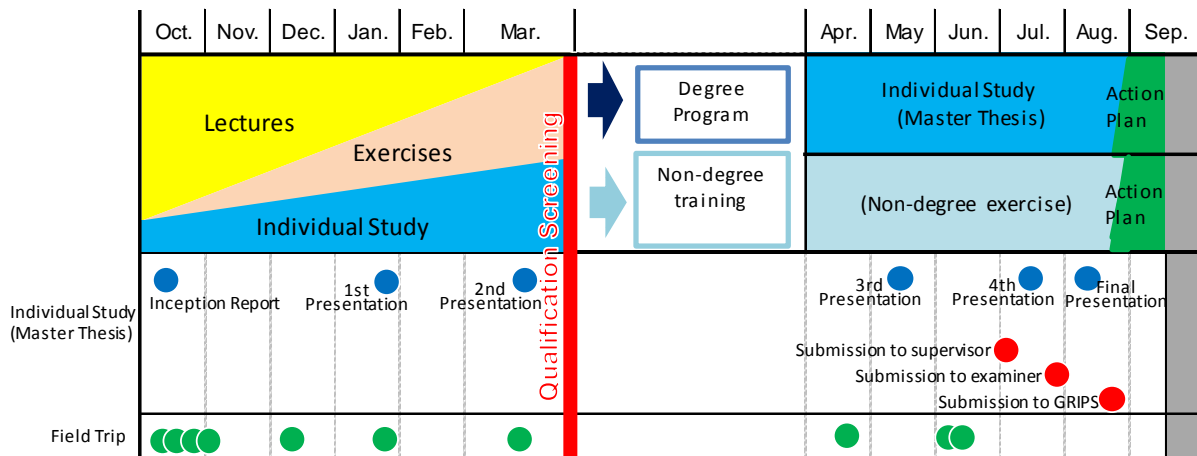 Oct. Nov. Dec. Jan. Feb. Mar. Apr. May Jun. Jul. Aug. Sep.
Lectures
Exercises
Individual Study
Qualification Screening
Degree
Program
Non-degree
training
Individual Study
(Master Thesis)
Action
Plan
(Non-degree exercise)
Action
Plan
Individual Study
(Master Thesis)
Inception Report
1st
Presentation
2nd
Presentation
3rd
Presentation
4th
Presentation
Final
Presentation
Submission to supervisor
Submission to examiner
Submission to GRIPS
Field Trip